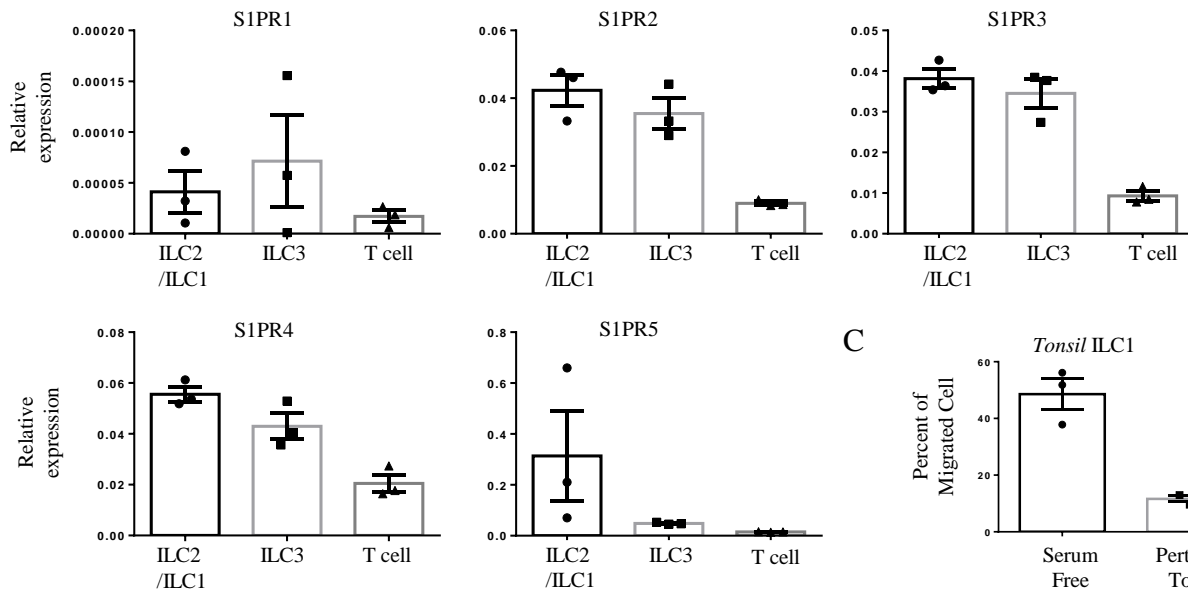 S1PR1
S1PR2
S1PR3
Relative
expression
0.00020
0.00015
0.00010
0.00005
0.00000
ILC2
/ILC1
ILC3
T cell
0.06
0.04
0.02
0.00
ILC2
/ILC1
ILC3
T cell
0.05
0.04
0.03
0.02
0.01
0.00
ILC2
/ILC1
ILC3
T cell
S1PR4
Relative
expression
0.08
0.06
0.04
0.02
0.00
ILC2
/ILC1
ILC3
T cell
S1PR5
0.8
0.6
0.4
0.2
0.0
ILC2
/ILC1
ILC3
T cell
C
Tonsil ILC1
Percent of
Migrated Cell
60
40
20
0
Serum
Free
Pert
To